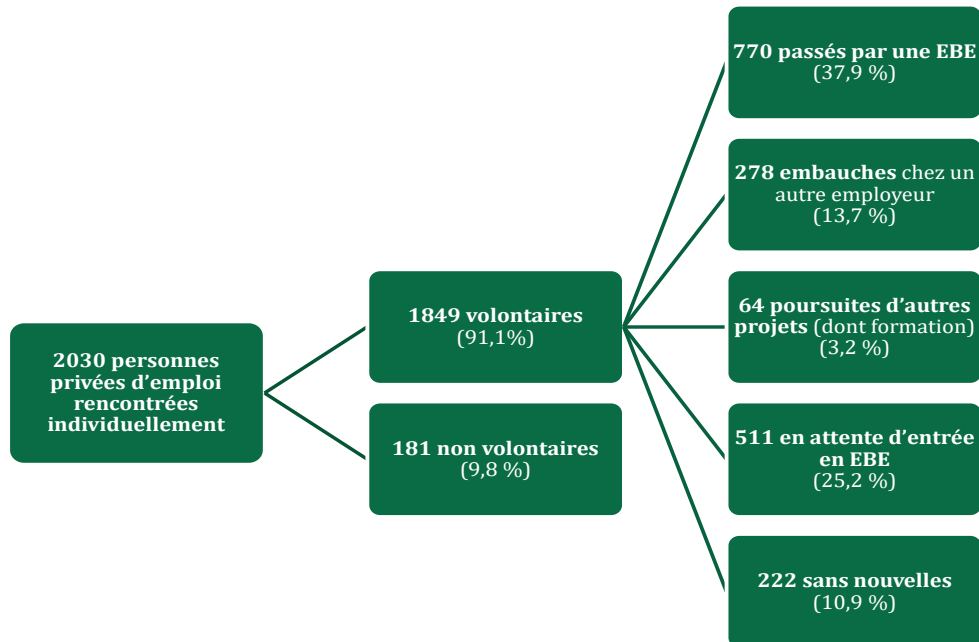 2030 personnes
privées d’emploi
rencontrées
individuellement
1849 volontaires
(91,1%)
181 non volontaires
(9,8 %)
770 passés par une EBE
(37,9 %)
278 embauches chez un
autre employeur
(13,7 %)
64 poursuites d’autres
projets (dont formation)
(3,2 %)
511 en attente d’entrée
en EBE
(25,2 %)
222 sans nouvelles
(10,9 %)